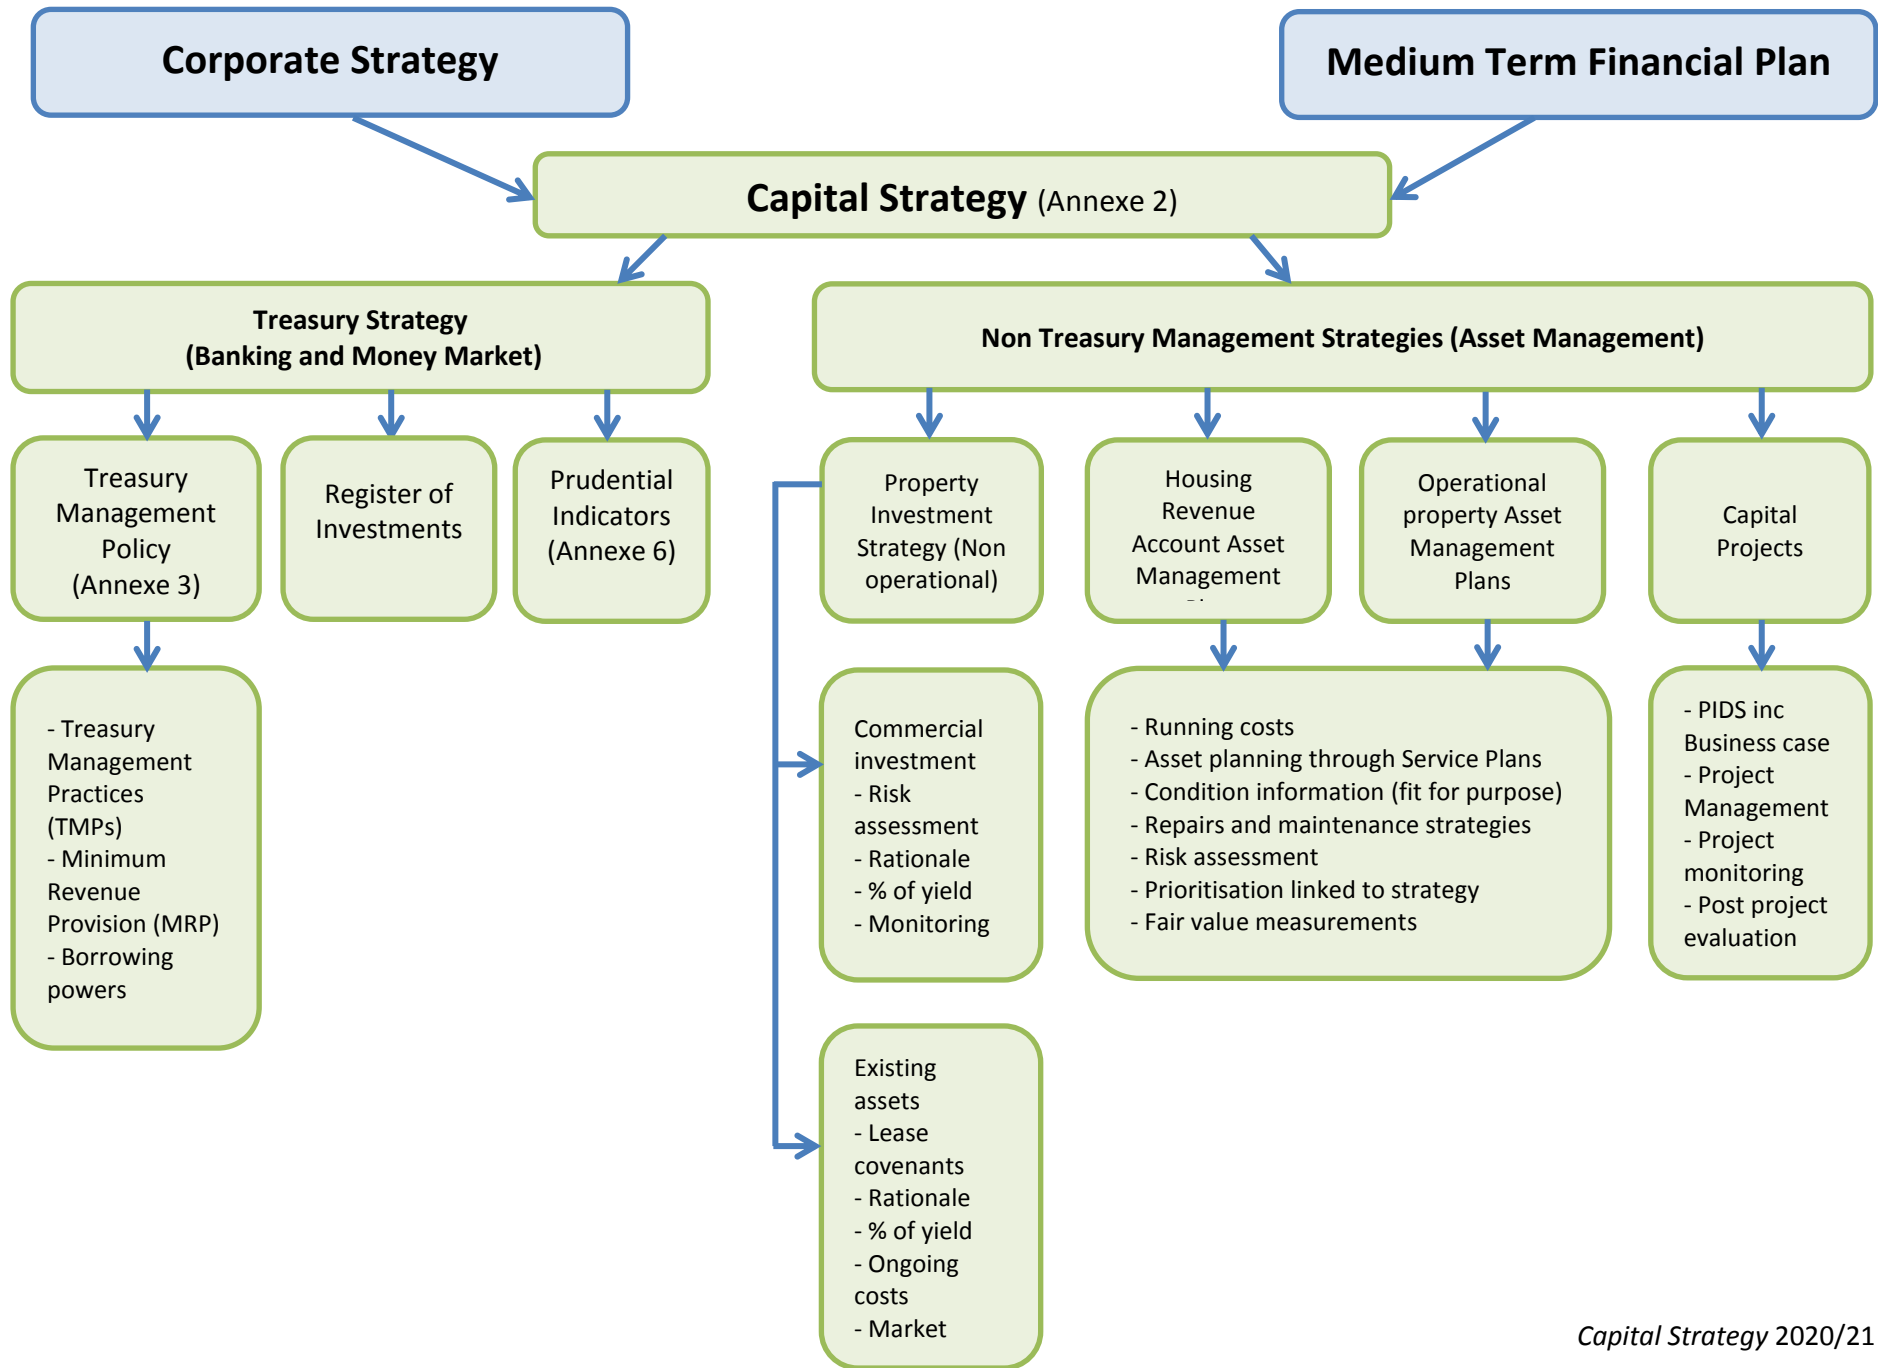 Corporate Strategy
Medium Term Financial Plan
Capital Strategy (Annexe 2)
Treasury Strategy
(Banking and Money Market)
Non Treasury Management Strategies (Asset Management)
Treasury
Management
Policy
(Annexe 3)
Register of
Investments
Prudential
Indicators
(Annexe 6)
Property
Investment
Strategy (Non
operational)
Housing
Revenue
Account Asset
Management
Operational
property Asset
Management
Plans
Capital
Projects
- Treasury
Management
Practices
(TMPs)
- Minimum
Revenue
Provision (MRP)
- Borrowing
powers
Commercial
investment
- Risk
assessment
- Rationale
- % of yield
- Monitoring
- Running costs
- Asset planning through Service Plans
- Condition information (fit for purpose)
- Repairs and maintenance strategies
- Risk assessment
- Prioritisation linked to strategy
- Fair value measurements
- PIDS inc
Business case
- Project
Management
- Project
monitoring
- Post project
evaluation
Existing
assets
- Lease
covenants
- Rationale
- % of yield
- Ongoing
costs
- Market
Capital Strategy 2020/21